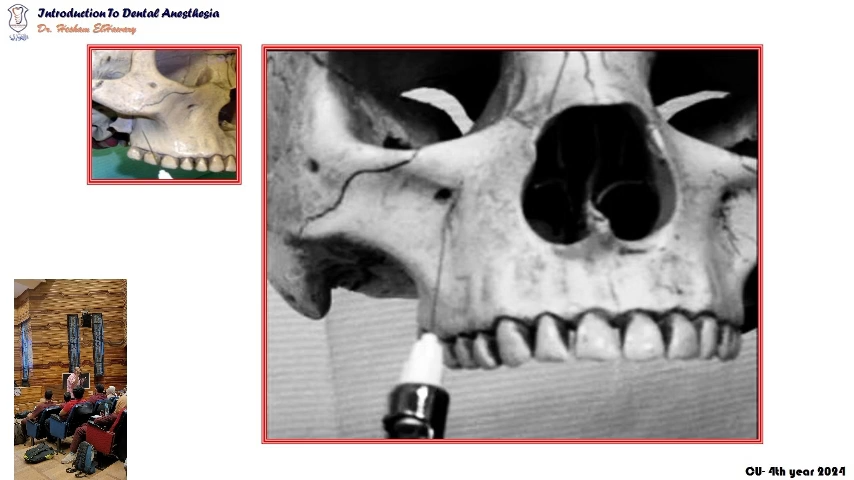 Introduction To Dental Anesthesia
Dr. Hesham ElHawary
CU- 4th year 2024